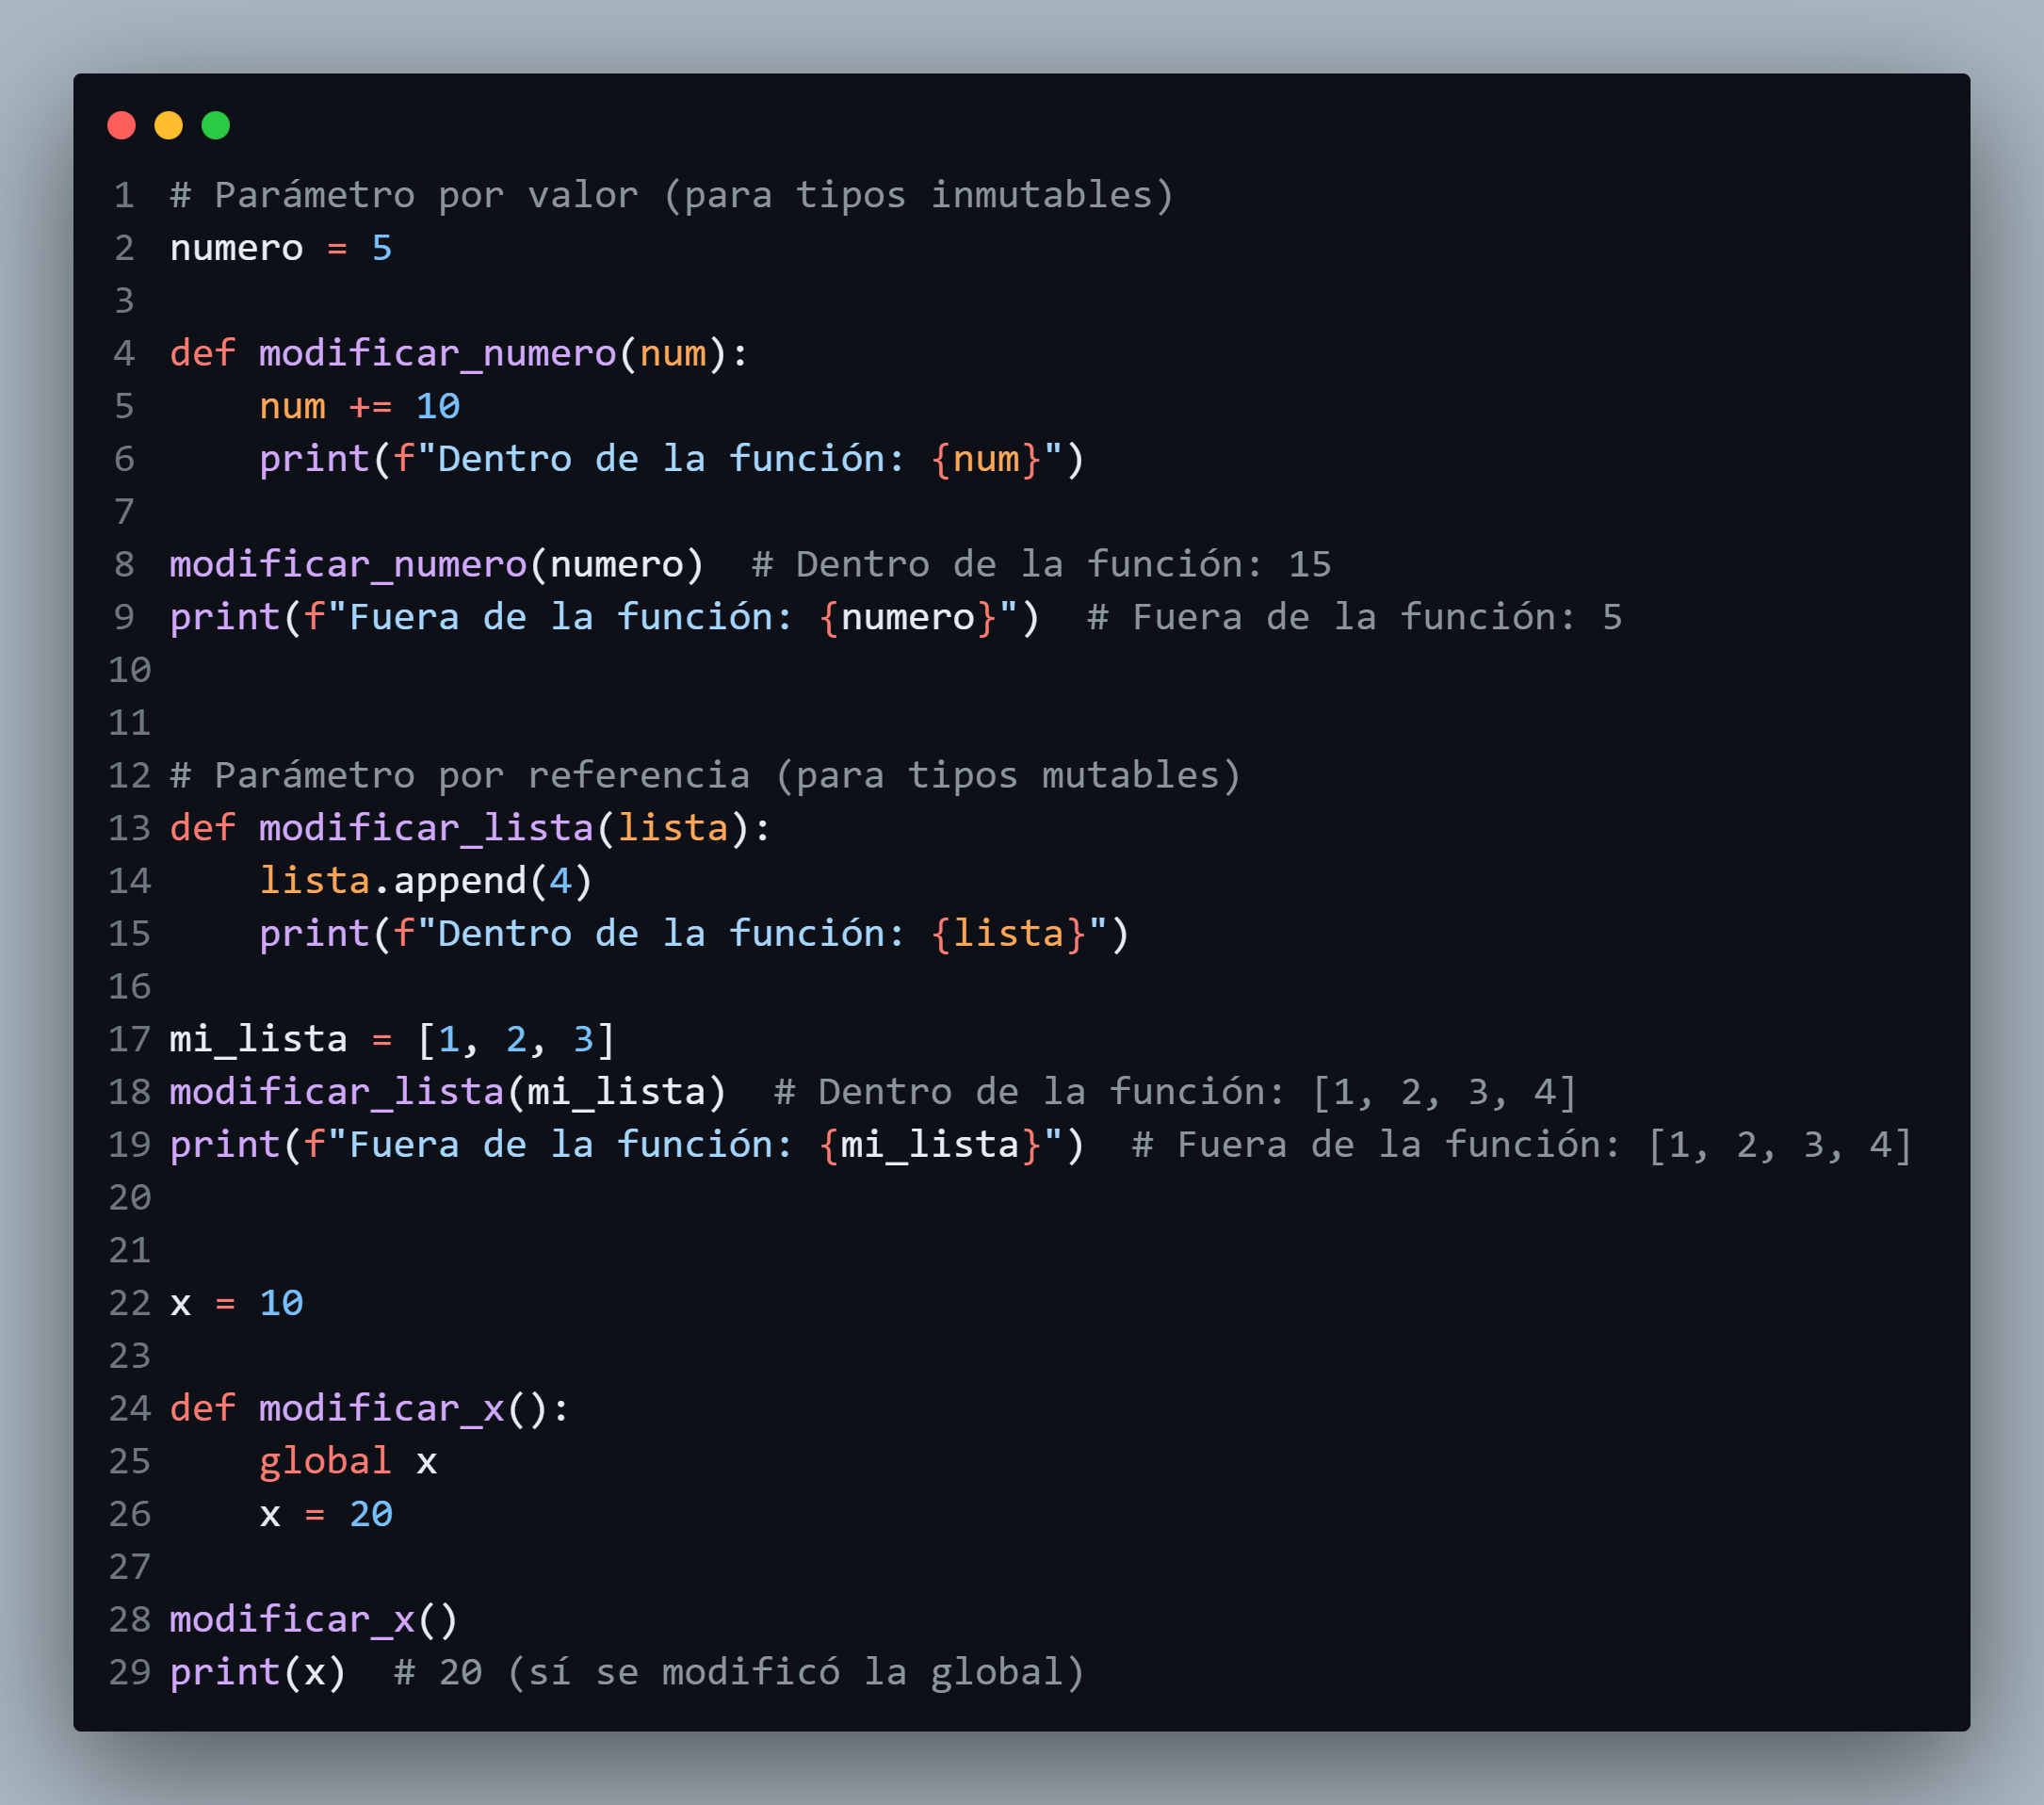 1 # Parámetro por valor (para tipos inmutables)
2 numero = 5
3
4 def modificar_numero(num):
5     num += 10
6     print(f"Dentro de la función: {num}")
7
8 modificar_numero(numero)  # Dentro de la función: 15
9 print(f"Fuera de la función: {numero}")  # Fuera de la función: 5
10
11
12 # Parámetro por referencia (para tipos mutables)
13 def modificar_lista(lista):
14     lista.append(4)
15     print(f"Dentro de la función: {lista}")
16
17 mi_lista = [1, 2, 3]
18 modificar_lista(mi_lista)  # Dentro de la función: [1, 2, 3, 4]
19 print(f"Fuera de la función: {mi_lista}")  # Fuera de la función: [1, 2, 3, 4]
20
21
22 x = 10
23
24 def modificar_x():
25     global x
26     x = 20
27
28 modificar_x()
29 print(x)  # 20 (sí se modificó la global)